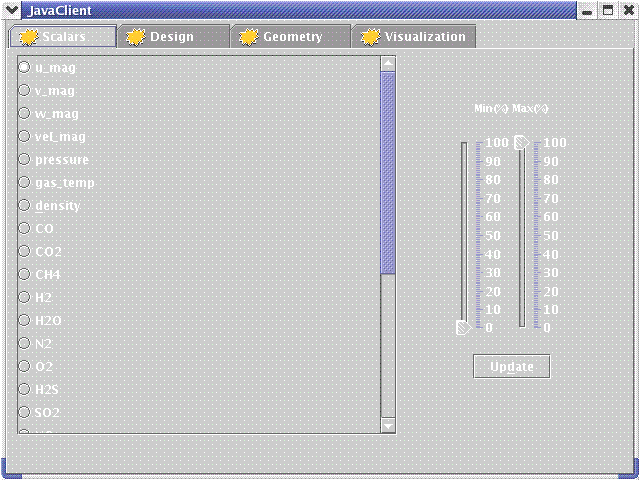 JavaClient
Scalars Design Geometry Visualization
u_mag
v_mag
w_mag
vel_mag
pressure
gas_temp
density
CO
CO2
CH4
H2
H2O
N2
O2
H2S
SO2
Min(%) Max(%)
100 100
90 90
80 80
70 70
60 60
50 50
40 40
30 30
20 20
10 10
0 0
Update